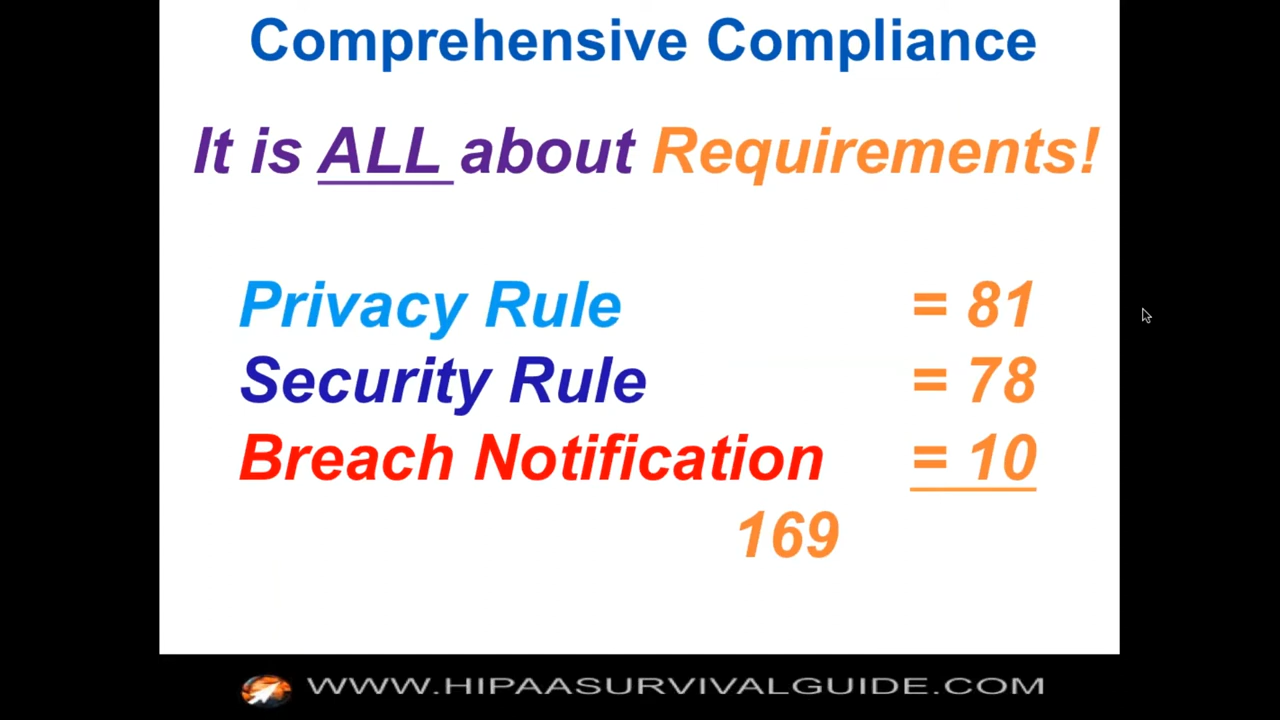 Comprehensive Compliance
It is ALL about Requirements!
Privacy Rule = 81
Security Rule = 78
Breach Notification = 10
169
WWW.HIPAASURVIVALGUIDE.COM